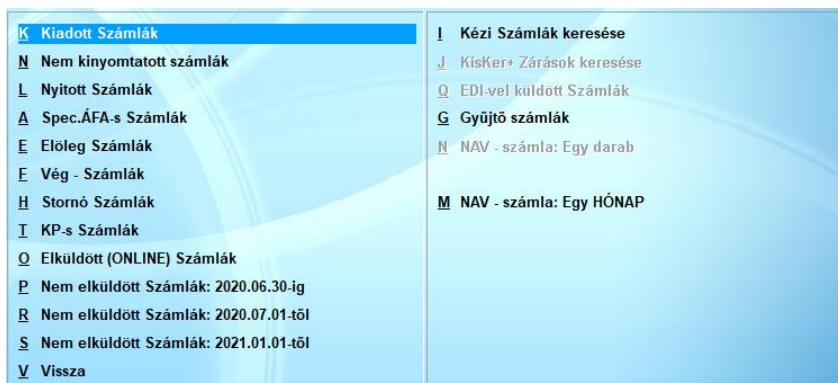 K Kiadott Számlák
N Nem kinyomtatott számlák
L Nyitott Számlák
A Spec.ÁFA-s Számlák
E Elöleg Számlák
F Vég - Számlák
H Stornó Számlák
T KP-s Számlák
O Elküldött (ONLINE) Számlák
P Nem elküldött Számlák: 2020.06.30-ig
R Nem elküldött Számlák: 2020.07.01-tõl
S Nem elküldött Számlák: 2021.01.01-tõl
V Vissza
I Kézi Számlák keresése
J KisKer+ Zárások keresése
Q EDI-vel küldött Számlák
G Gyűjtő számlák
N NAV - számla: Egy darab
M NAV - számla: Egy HÓNAP